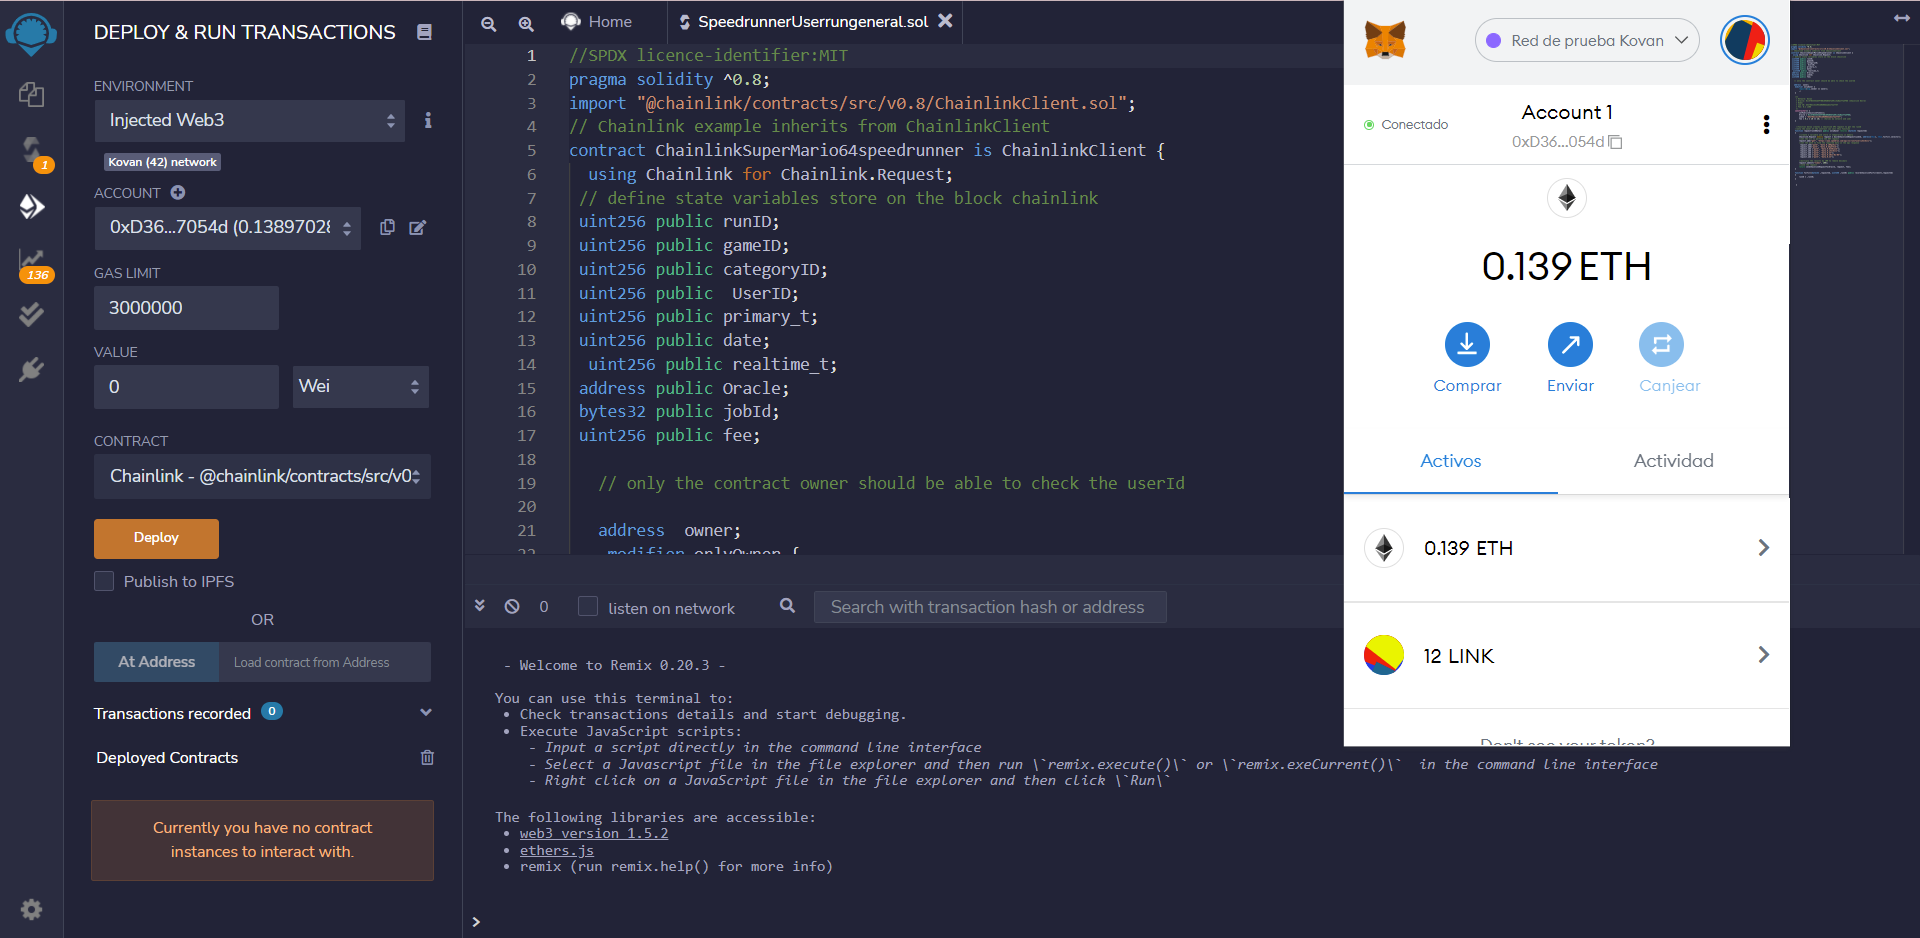 DEPLOY & RUN TRANSACTIONS
ENVIRONMENT
Injected Web3
Kovan (42) network
ACCOUNT
0xD36...7054d (0.13897028
GAS LIMIT
3000000
VALUE
0
Wei
CONTRACT
Chainlink - @chainlink/contracts/src/v0
Deploy
Publish to IPFS
OR
At Address
Load contract from Address
Transactions recorded 0
Deployed Contracts
Currently you have no contract
instances to interact with.
1
136
Home
SpeedrunnerUserrungeneral.sol
1 //SPDX licence-identifier:MIT
2 pragma solidity ^0.8;
3 import "@chainlink/contracts/src/v0.8/ChainlinkClient.sol";
4 // Chainlink example inherits from ChainlinkClient
5 contract ChainlinkSuperMario64speedrunner is ChainlinkClient {
6 using Chainlink for Chainlink.Request;
7 // define state variables store on the block chainlink
8 uint256 public runID;
9 uint256 public gameID;
10 uint256 public categoryID;
11 uint256 public  UserID;
12 uint256 public primary_t;
13 uint256 public date;
14 uint256 public realtime_t;
15 address public Oracle;
16 bytes32 public jobId;
17 uint256 public fee;
18
19 // only the contract owner should be able to check the userId
20
21 address  owner;
22 modifier onlyOwner {
0
listen on network
Search with transaction hash or address
- Welcome to Remix 0.20.3 -
You can use this terminal to:
• Check transactions details and start debugging.
• Execute JavaScript scripts:
- Input a script directly in the command line interface
- Select a Javascript file in the file explorer and then run \`remix.execute()\` or \`remix.exeCurrent()\`  in the command line interface
- Right click on a JavaScript file in the file explorer and then click \`Run\`
The following libraries are accessible:
• web3 version 1.5.2
• ethers.js
• remix (run remix.help() for more info)
>
Red de prueba Kovan
Conectado
Account 1
0xD36...054d
0.139 ETH
Comprar
Enviar
Canjear
Activos
Actividad
0.139 ETH
12 LINK
Don't see your token?